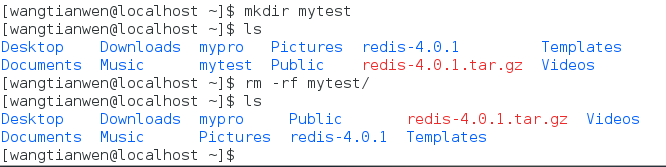 [wangtianwen@localhost ~]$ mkdir mytest
[wangtianwen@localhost ~]$ ls
Desktop    Downloads  mypro   Pictures  redis-4.0.1         Templates
Documents  Music      mytest  Public    redis-4.0.1.tar.gz  Videos
[wangtianwen@localhost ~]$ rm -rf mytest/
[wangtianwen@localhost ~]$ ls
Desktop    Downloads  mypro     Public       redis-4.0.1.tar.gz  Videos
Documents  Music      Pictures  redis-4.0.1  Templates
[wangtianwen@localhost ~]$